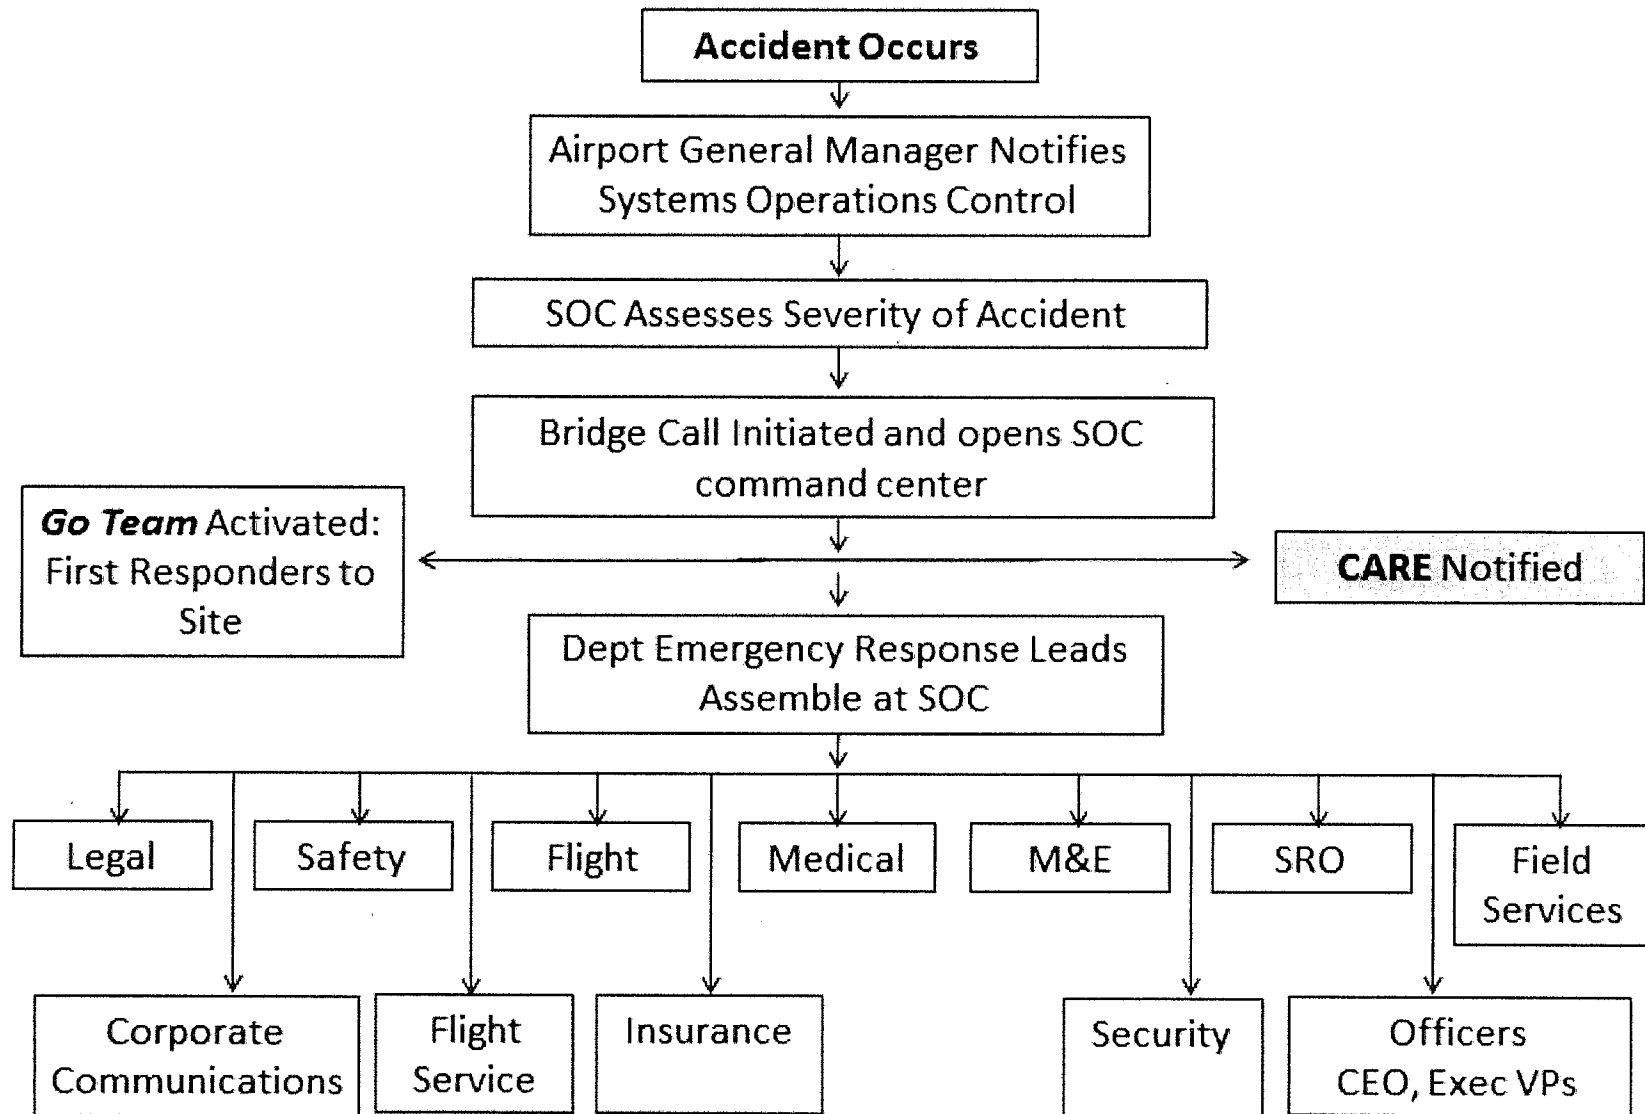 Accident Occurs
Airport General Manager Notifies
Systems Operations Control
SOC Assesses Severity of Accident
Bridge Call Initiated and opens SOC
command center
Go Team Activated:
First Responders to
Site
CARE Notified
Dept Emergency Response Leads
Assemble at SOC
Legal
Safety
Flight
Medical
M&E
SRO
Field
Services
Corporate
Communications
Flight
Service
Insurance
Security
Officers
CEO, Exec VPs